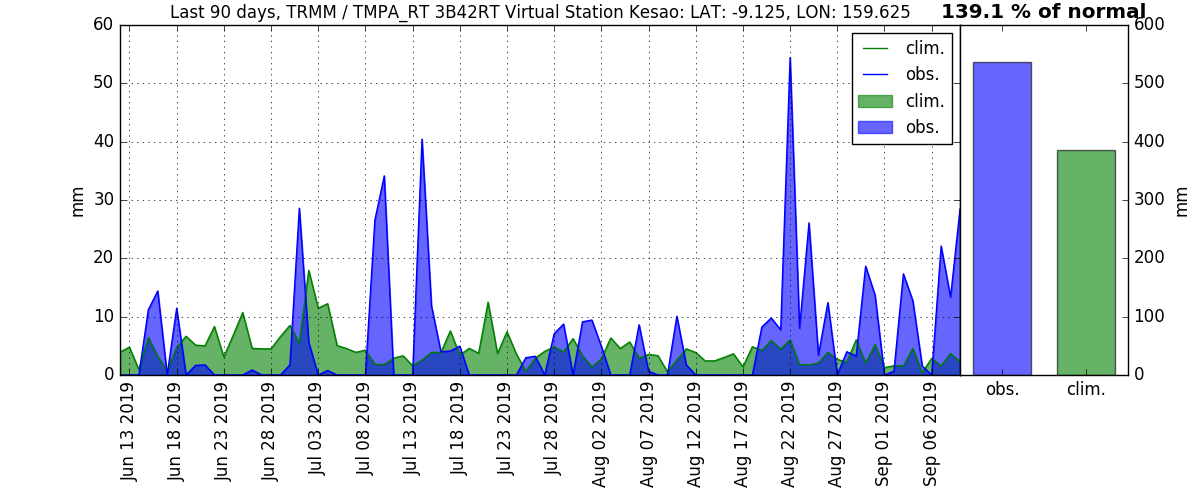 Last 90 days, TRMM / TMPA_RT 3B42RT Virtual Station Kesao: LAT: -9.125, LON: 159.625
139.1 % of normal
60
50
40
30
20
10
0
mm
clim.
obs.
clim.
obs.
Jun 13 2019
Jun 18 2019
Jun 23 2019
Jun 28 2019
Jul 03 2019
Jul 08 2019
Jul 13 2019
Jul 18 2019
Jul 23 2019
Jul 28 2019
Aug 02 2019
Aug 07 2019
Aug 12 2019
Aug 17 2019
Aug 22 2019
Aug 27 2019
Sep 01 2019
Sep 06 2019
600
500
400
300
200
100
0
mm
obs.
clim.